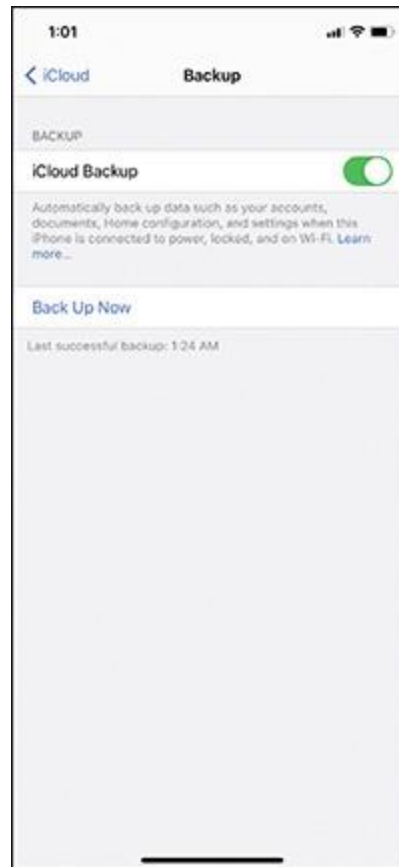 1:01
iCloud
Backup
BACKUP
iCloud Backup
Automatically back up data such as your accounts,
documents, Home configuration, and settings when this
iPhone is connected to power, locked, and on Wi-Fi. Learn
more...
Back Up Now
Last successful backup: 1:24 AM